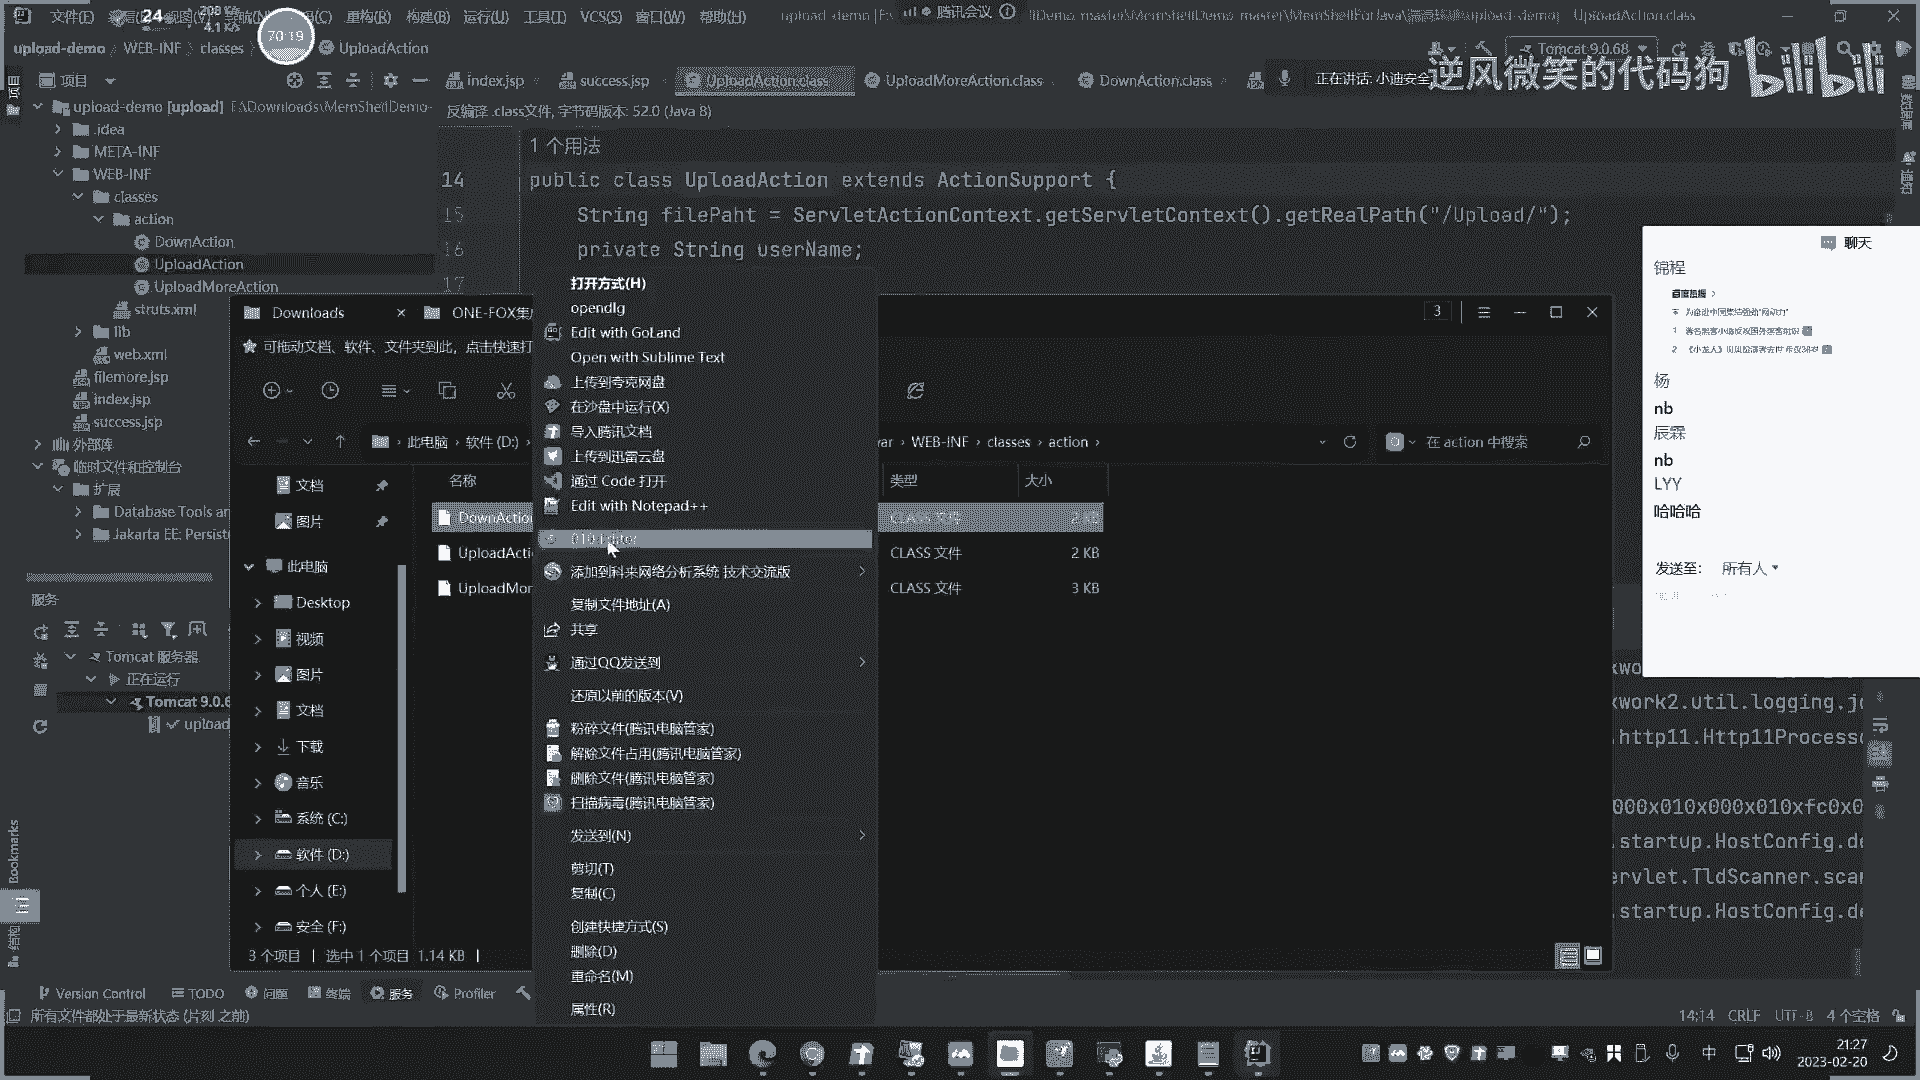 文件(F)
导航(N)
重构(R)
构建(B)
运行(U)
工具(T)
VCS(S)
窗口(W)
帮助(H)
24
4.1 k/s
70:19
腾讯会议
UploadAction.class
upload-demo
WEB-INF
classes
UploadAction
Tomcat 9.0.68
逆风微笑的代码狗
bilibili
正在讲话: 小迪安全
项目
index.jsp
success.jsp
UploadAction.class
UploadMoreAction.class
DownAction.class
反编译 .class文件, 字节码版本: 52.0 (Java 8)
upload-demo [upload] F:\Downloads\MemShellDemo-
.idea
META-INF
WEB-INF
classes
action
DownAction
UploadAction
UploadMoreAction
struts.xml
lib
web.xml
filemore.jsp
index.jsp
success.jsp
外部库
临时文件和控制台
扩展
Database Tools an
Jakarta EE: Persist
1 个用法
14 public class UploadAction extends ActionSupport {
15 String filePaht = ServletActionContext.getServletContext().getRealPath("/Upload/");
16 private String userName;
17
Downloads
ONE-FOX集
3
可拖动文档、软件、文件夹到此，点击快速打
此电脑
软件 (D:)
var
WEB-INF
classes
action
在 action 中搜索
文档
图片
此电脑
Desktop
视频
图片
文档
下载
音乐
系统 (C:)
软件 (D:)
个人 (E:)
安全 (F:)
名称
类型
大小
DownActio
CLASS 文件
2 KB
UploadActi
CLASS 文件
2 KB
UploadMor
CLASS 文件
3 KB
3 个项目
选中 1 个项目 1.14 KB
打开方式(H)
opendlg
Edit with GoLand
Open with Sublime Text
上传到夸克网盘
在沙盘中运行(X)
导入腾讯文档
上传到迅雷云盘
通过 Code 打开
Edit with Notepad++
010 Editor
添加到科来网络分析系统 技术交流版
复制文件地址(A)
共享
通过QQ发送到
还原以前的版本(V)
粉碎文件(腾讯电脑管家)
解除文件占用(腾讯电脑管家)
删除文件(腾讯电脑管家)
扫描病毒(腾讯电脑管家)
发送到(N)
剪切(T)
复制(C)
创建快捷方式(S)
删除(D)
重命名(M)
属性(R)
聊天
锦程
杨
nb
辰霖
nb
LYY
哈哈哈
发送至:
所有人
服务
Tomcat 服务器
正在运行
Tomcat 9.0.6
upload
work2.util.logging.jd
.http11.Http11Process
000x010x000x010xfc0x0
.startup.HostConfig.de
ervlet.TldScanner.scan
.startup.HostConfig.de
Bookmarks
结构
Version Control
TODO
问题
终端
服务
Profiler
所有文件都处于最新状态 (片刻 之前)
14:14
CRLF
UTF-8
4 个空格
中
21:27
2023-02-20